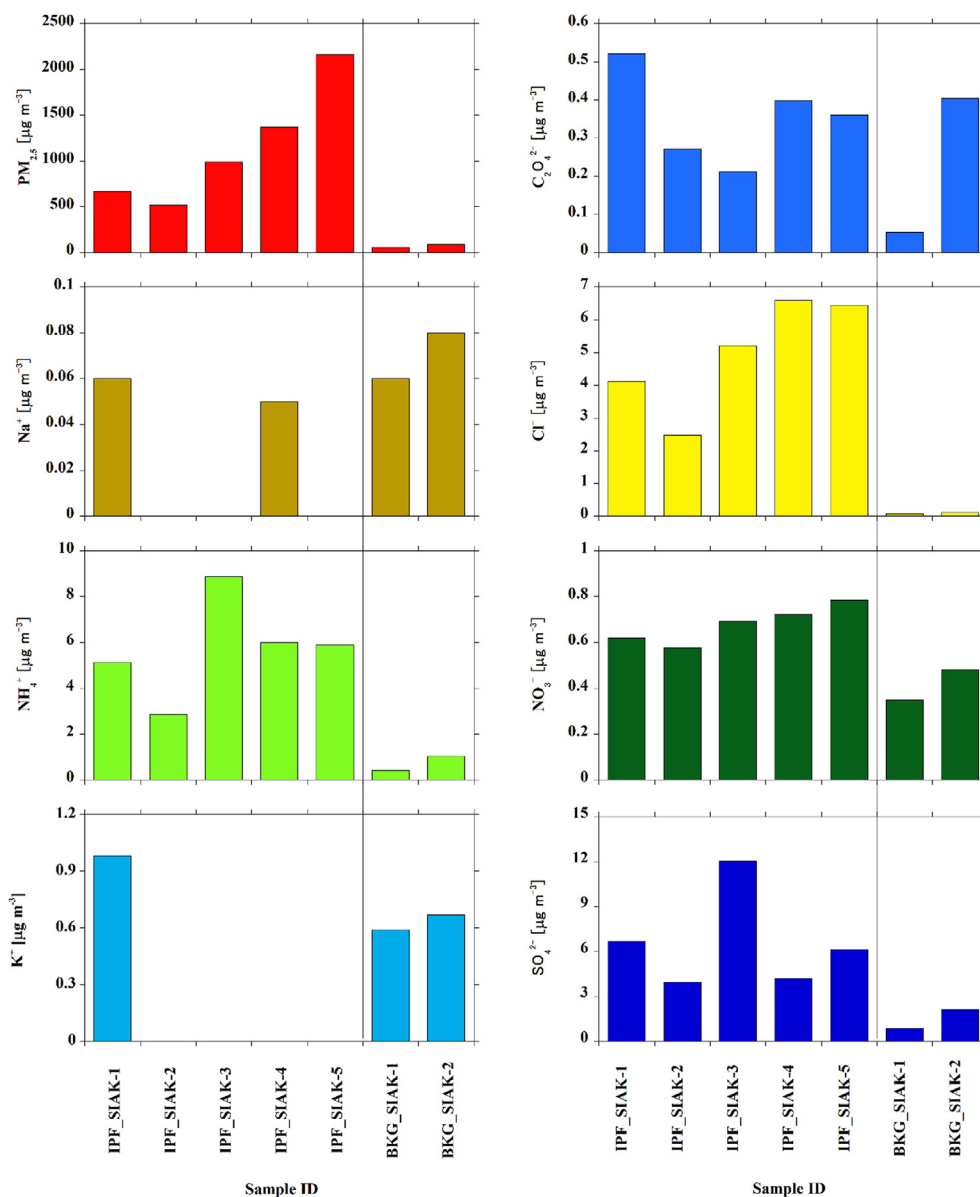 2500
2000
1500
1000
500
0
PM2.5 [µg m⁻³]
0.6
0.5
0.4
0.3
0.2
0.1
0
C₂O₄²⁻ [µg m⁻³]
0.1
0.08
0.06
0.04
0.02
0
Na⁺ [µg m⁻³]
7
6
5
4
3
2
1
0
Cl⁻ [µg m⁻³]
10
8
6
4
2
0
NH₄⁺ [µg m⁻³]
1
0.8
0.6
0.4
0.2
0
NO₃⁻ [µg m⁻³]
1.2
0.9
0.6
0.3
0
K⁻ [µg m⁻³]
15
12
9
6
3
0
SO₄²⁻ [µg m⁻³]
IPF_SIAK-1
IPF_SIAK-2
IPF_SIAK-3
IPF_SIAK-4
IPF_SIAK-5
BKG_SIAK-1
BKG_SIAK-2
Sample ID
IPF_SIAK-1
IPF_SIAK-2
IPF_SIAK-3
IPF_SIAK-4
IPF_SIAK-5
BKG_SIAK-1
BKG_SIAK-2
Sample ID